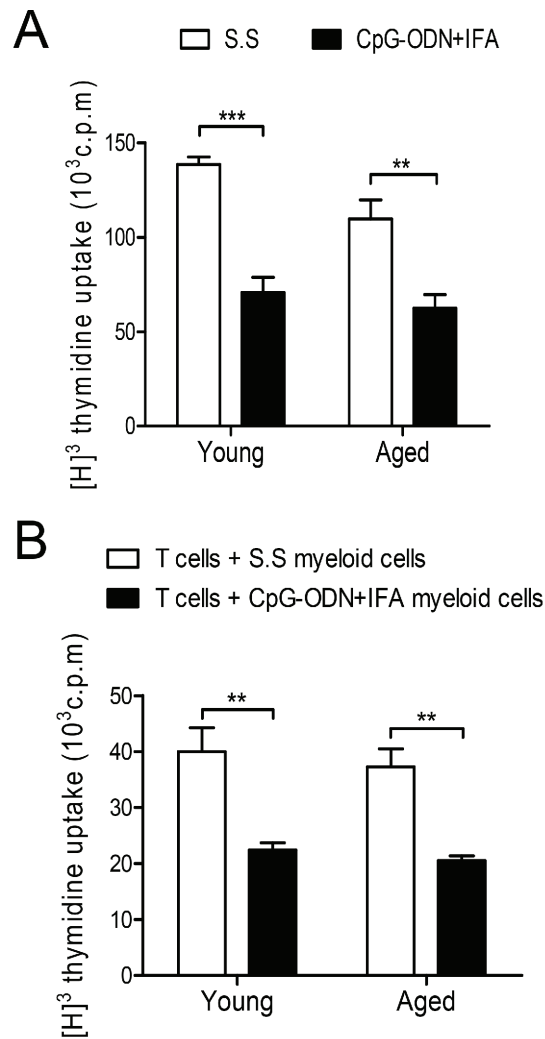 A
S.S
CpG-ODN+IFA
[H]³ thymidine uptake (10³c.p.m)
150
100
50
0
***
**
Young
Aged
B
T cells + S.S myeloid cells
T cells + CpG-ODN+IFA myeloid cells
[H]³ thymidine uptake (10³c.p.m)
50
40
30
20
10
0
**
**
Young
Aged